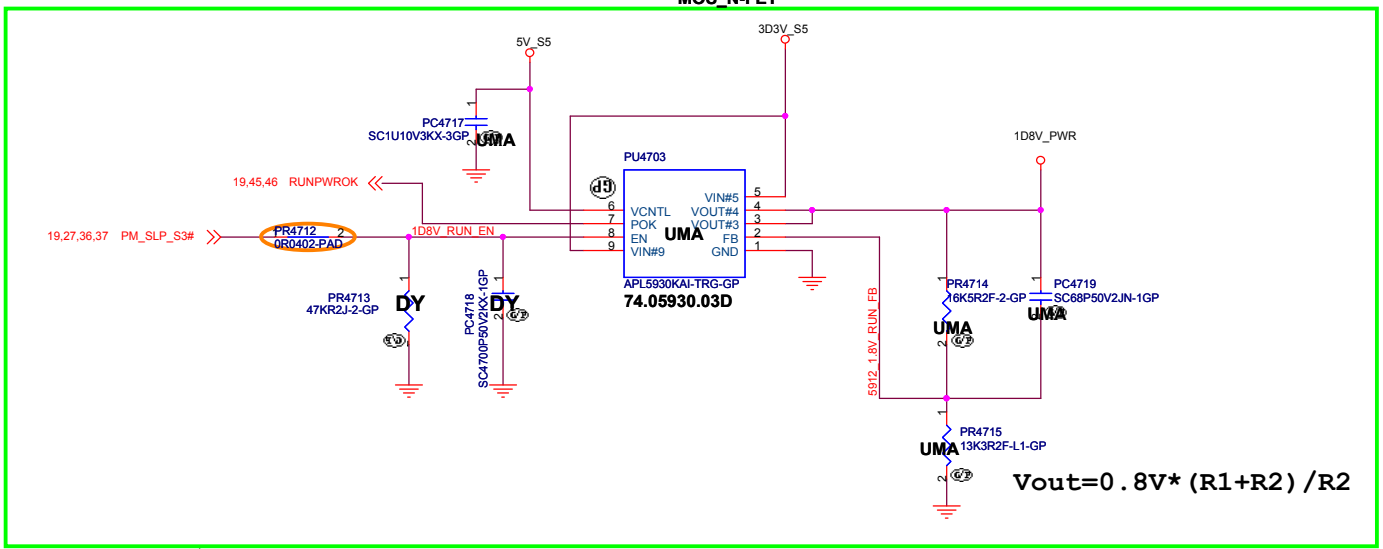 5V_S5
3D3V_S5
1
PC4717
SC1U10V3KX-3GP
2
UMA
1D8V_PWR
PU4703
19,45,46 RUNPWROK
GP
6 VCNTL
7 POK
8 EN
9 VIN#9
VIN#5 5
VOUT#4 4
VOUT#3 3
FB 2
GND 1
UMA
19,27,36,37 PM_SLP_S3#
PR4712
1 2
0R0402-PAD
1D8V_RUN_EN
APL5930KAI-TRG-GP
74.05930.03D
1
PR4713
47KR2J-2-GP
DY
1
PC4718
SC4700P50V2KX-1GP
DY
2
5912_1.8V_RUN_FB
1
PR4714
16K5R2F-2-GP
UMA
2
1
PC4719
SC68P50V2JN-1GP
UMA
2
1
PR4715
13K3R2F-L1-GP
UMA
2
Vout=0.8V*(R1+R2)/R2